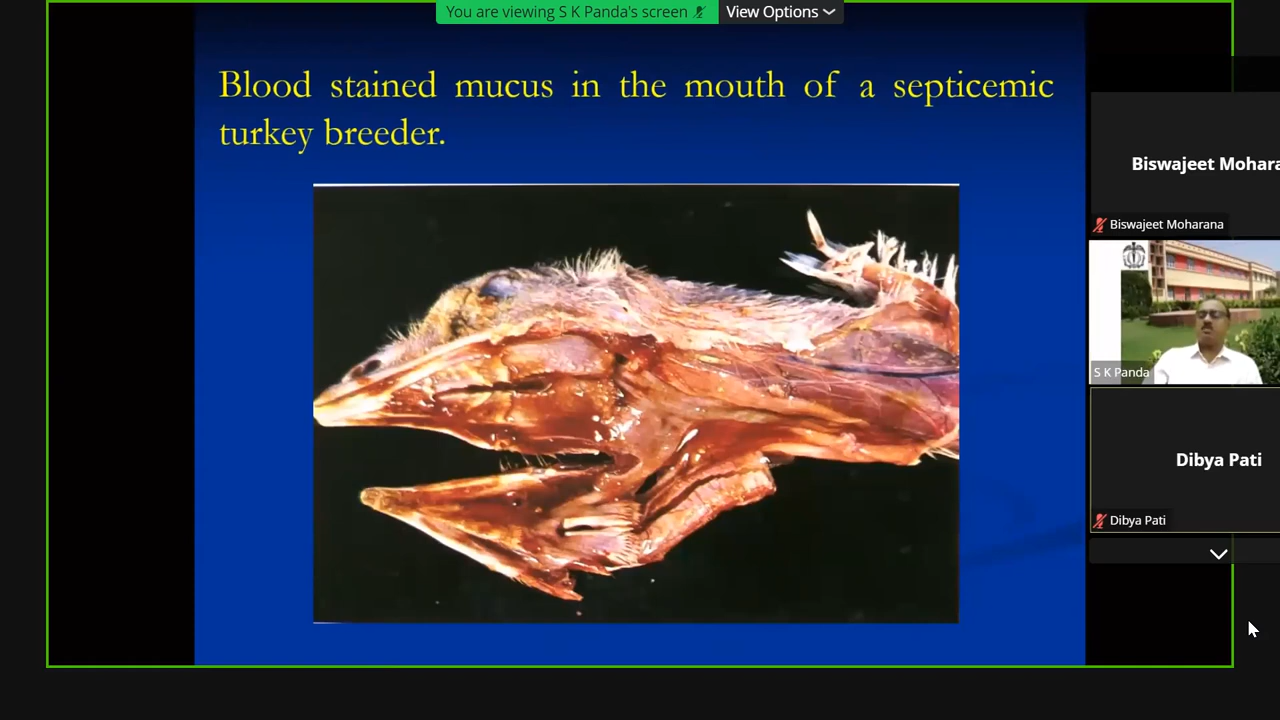 You are viewing S K Panda's screen
View Options
Blood stained mucus in the mouth of a septicemic
turkey breeder.
Biswajeet Mohara
Biswajeet Moharana
S K Panda
Dibya Pati
Dibya Pati